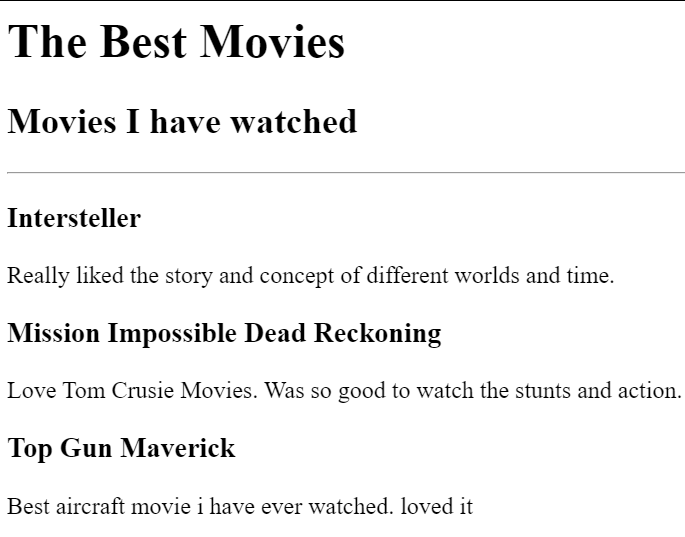 The Best Movies
Movies I have watched
Intersteller
Really liked the story and concept of different worlds and time.
Mission Impossible Dead Reckoning
Love Tom Crusie Movies. Was so good to watch the stunts and action.
Top Gun Maverick
Best aircraft movie i have ever watched. loved it